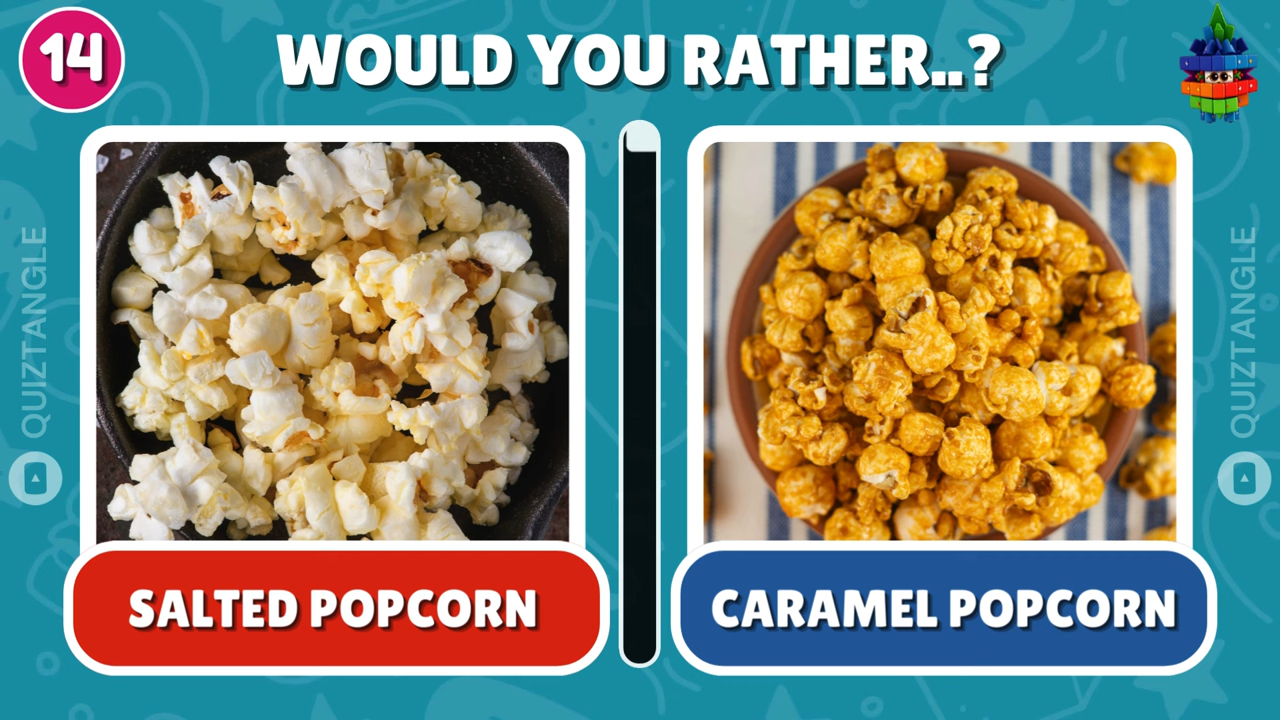 14
WOULD YOU RATHER..?
QUIZTANGLE
QUIZTANGLE
SALTED POPCORN
CARAMEL POPCORN